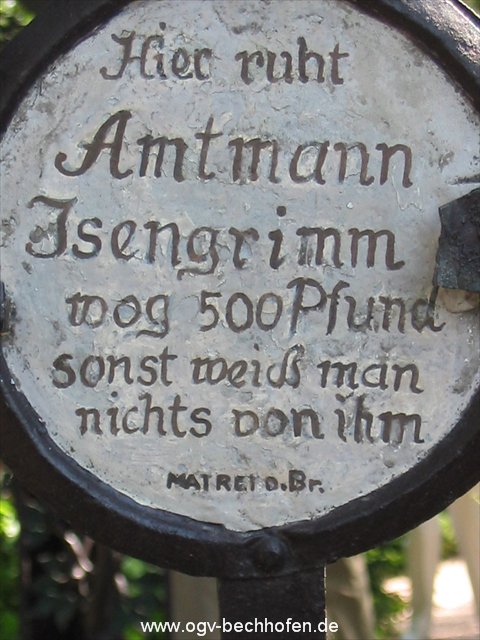 Hier ruht
Amtmann
Isengrimm
wog 500 Pfund
sonst weiß man
nichts von ihm
MATREI a. Br.
www.ogv-bechhofen.de